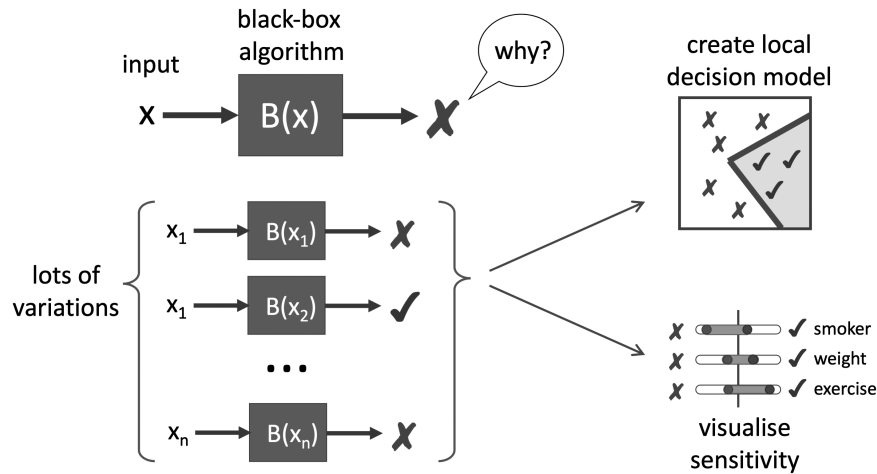 black-box
algorithm
input
x
B(x)
why?
create local
decision model
lots of
variations
x₁
B(x₁)
x₁
B(x₂)
...
xₙ
B(xₙ)
smoker
weight
exercise
visualise
sensitivity